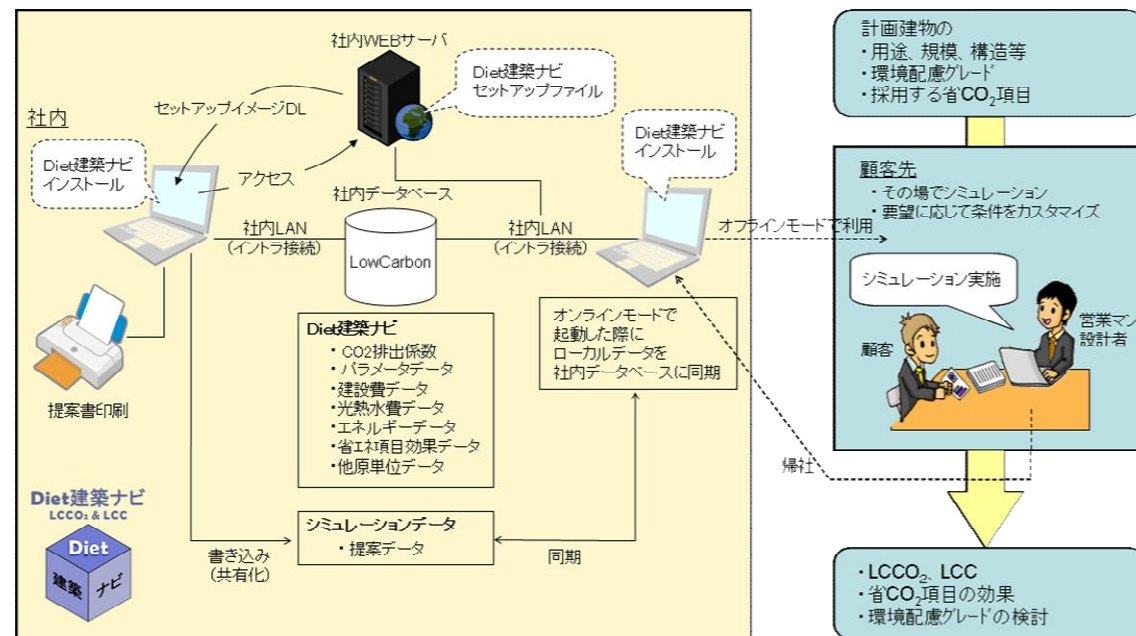 社内WEBサーバ
Diet建築ナビ
セットアップファイル
セットアップイメージDL
社内
Diet建築ナビ
インストール
アクセス
社内データベース
Diet建築ナビ
インストール
社内LAN
(イントラ接続)
LowCarbon
社内LAN
(イントラ接続)
オフラインモードで利用
提案書印刷
Diet建築ナビ
・CO2排出係数
・パラメータデータ
・建設費データ
・光熱水費データ
・エネルギーデータ
・省エネ項目効果データ
・他原単位データ
オンラインモードで
起動した際に
ローカルデータを
社内データベースに同期
シミュレーションデータ
・提案データ
書き込み
(共有化)
同期
帰社
Diet建築ナビ
LCCO₂ & LCC
Diet
建築
ナビ
計画建物の
・用途、規模、構造等
・環境配慮グレード
・採用する省CO₂項目
顧客先
・その場でシミュレーション
・要望に応じて条件をカスタマイズ
シミュレーション実施
顧客
営業マン
設計者
・LCCO₂、LCC
・省CO₂項目の効果
・環境配慮グレードの検討